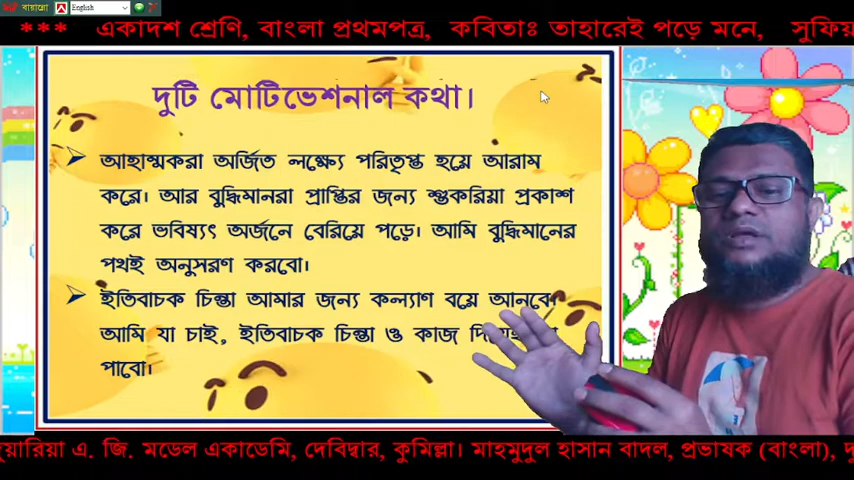 বায়ান্নো English
*** একাদশ শ্রেণি, বাংলা প্রথমপত্র, কবিতাঃ তাহারেই পড়ে মনে, সুফিয়
দুটি মোটিভেশনাল কথা।
আহাম্মকরা অর্জিত লক্ষ্যে পরিতৃপ্ত হয়ে আরাম
করে। আর বুদ্ধিমানরা প্রাপ্তির জন্য শুকরিয়া প্রকাশ
করে ভবিষ্যৎ অর্জনে বেরিয়ে পড়ে। আমি বুদ্ধিমানের
পথই অনুসরণ করবো।
ইতিবাচক চিন্তা আমার জন্য কল্যাণ বয়ে আনবে।
আমি যা চাই, ইতিবাচক চিন্তা ও কাজ
পাবো।
য়ারিয়া এ. জি. মডেল একাডেমি, দেবিদ্বার, কুমিল্লা। মাহমুদুল হাসান বাদল, প্রভাষক (বাংলা), দু